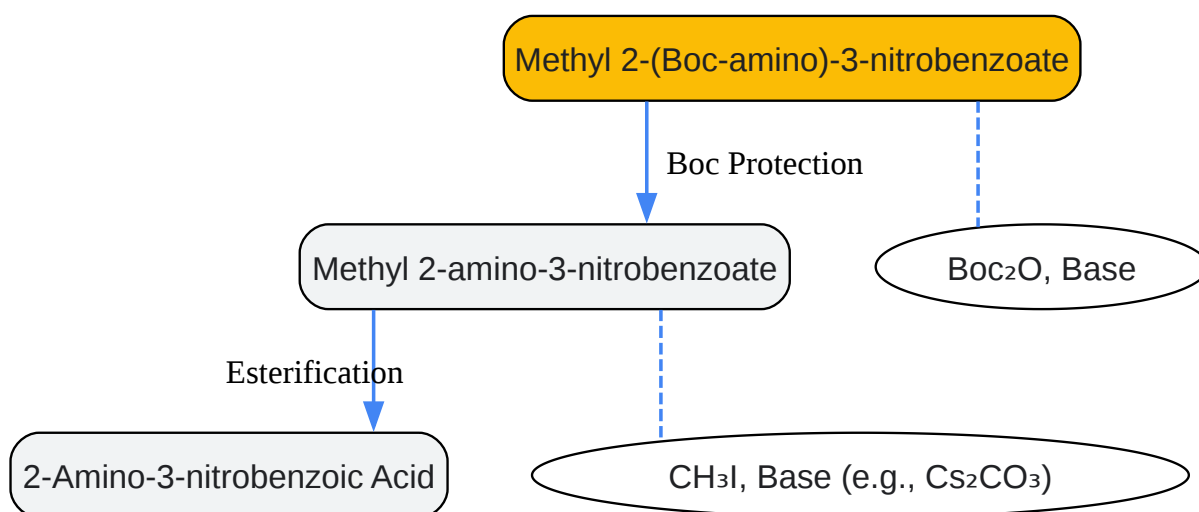 Methyl 2-(Boc-amino)-3-nitrobenzoate
Boc Protection
Methyl 2-amino-3-nitrobenzoate
Boc₂O, Base
Esterification
2-Amino-3-nitrobenzoic Acid
CH₃I, Base (e.g., Cs₂CO₃)